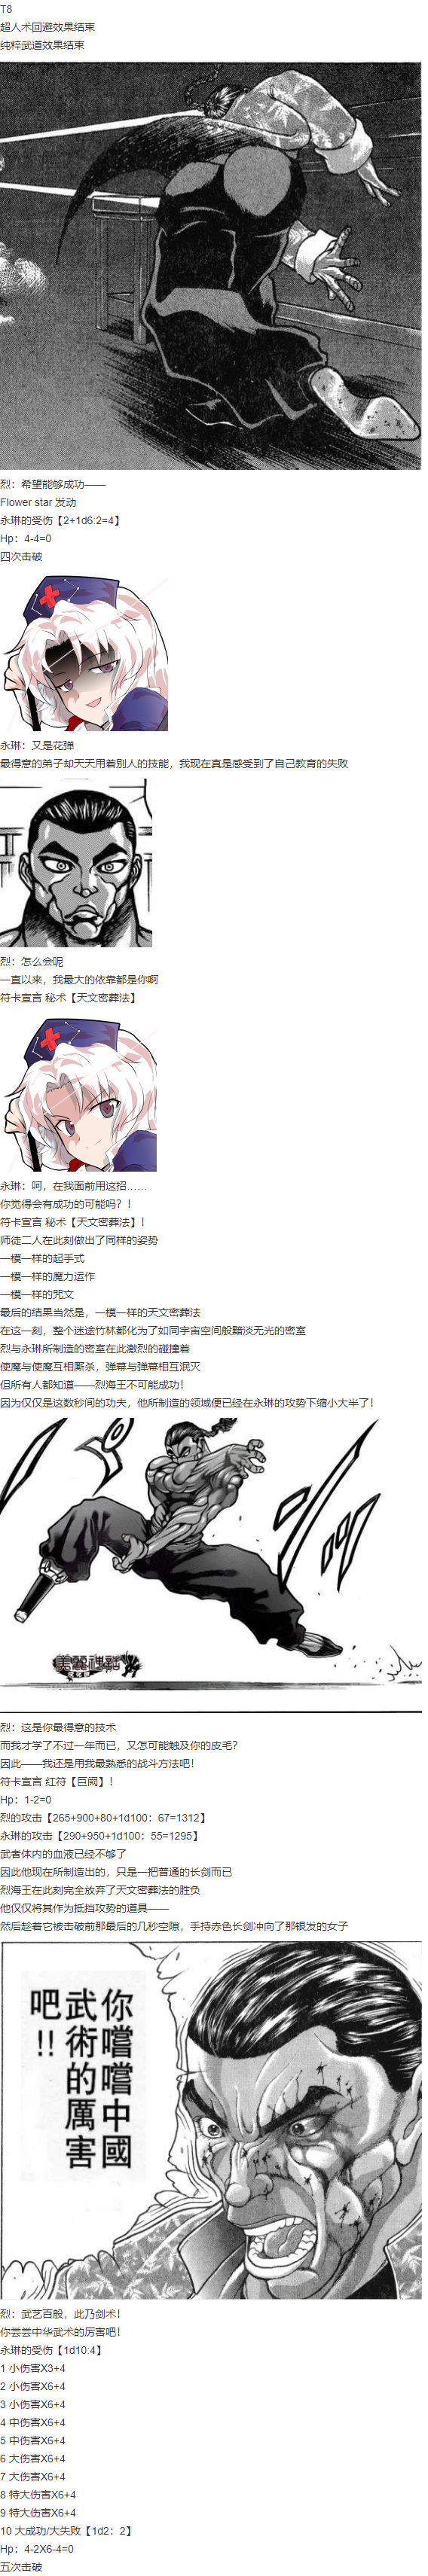 T8
超人术回避效果结束
纯粹武道效果结束
烈：希望能够成功——
Flower star 发动
永琳的受伤【2+1d6:2=4】
Hp：4-4=0
四次击破
永琳：又是花弹
最得意的弟子却天天用着别人的技能，我现在真是感受到了自己教育的失败
烈：怎么会呢
一直以来，我最大的依靠都是你啊
符卡宣言 秘术【天文密葬法】
永琳：呵，在我面前用这招……
你觉得会有成功的可能吗？！
符卡宣言 秘术【天文密葬法】！
师徒二人在此刻做出了同样的姿势
一模一样的起手式
一模一样的魔力运作
一模一样的咒文
最后的结果当然是，一模一样的天文密葬法
在这一刻，整个迷途竹林都化为了如同宇宙空间般黯淡无光的密室
烈与永琳所制造的密室在此激烈的碰撞着
使魔与使魔互相厮杀，弹幕与弹幕相互泯灭
但所有人都知道——烈海王不可能成功！
因为仅仅是这数秒间的功夫，他所制造的领域便已经在永琳的攻势下缩小大半了！
烈：这是你最得意的技术
而我才学了不过一年而已，又怎可能触及你的皮毛？
因此——我还是用我最熟悉的战斗方法吧！
符卡宣言 红符【巨阙】！
Hp：1-2=0
烈的攻击【265+900+80+1d100：67=1312】
永琳的攻击【290+950+1d100：55=1295】
武者体内的血液已经不够了
因此他现在所制造出的，只是一把普通的长剑而已
烈海王在此刻完全放弃了天文密葬法的胜负
他仅仅将其作为抵挡攻势的道具——
然后趁着它被击破前那最后的几秒空隙，手持赤色长剑冲向了那银发的女子
你嚐嚐中國
武術的厲害
吧!!
烈：武艺百般，此乃剑术！
你尝尝中华武术的厉害吧！
永琳的受伤【1d10:4】
1 小伤害X3+4
2 小伤害X6+4
3 小伤害X6+4
4 中伤害X6+4
5 中伤害X6+4
6 大伤害X6+4
7 大伤害X6+4
8 特大伤害X6+4
9 特大伤害X6+4
10 大成功/大失败【1d2：2】
Hp：4-2X6-4=0
五次击破